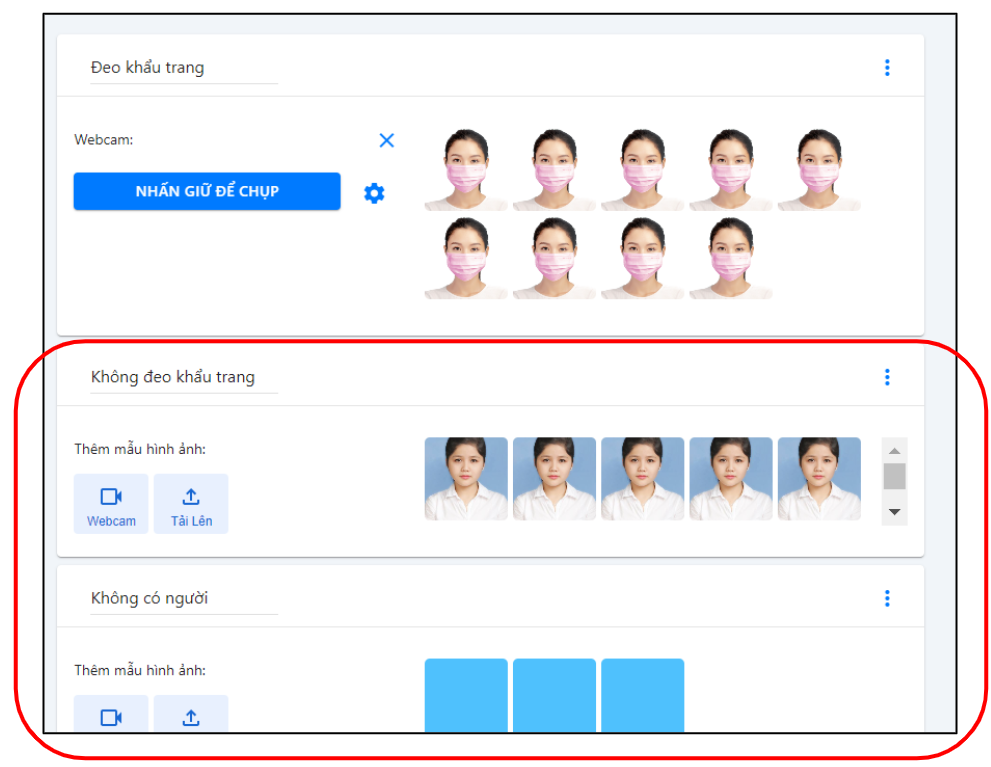 Đeo khẩu trang
Webcam:
NHẤN GIỮ ĐỂ CHỤP
Không đeo khẩu trang
Thêm mẫu hình ảnh:
Webcam
Tải Lên
Không có người
Thêm mẫu hình ảnh: